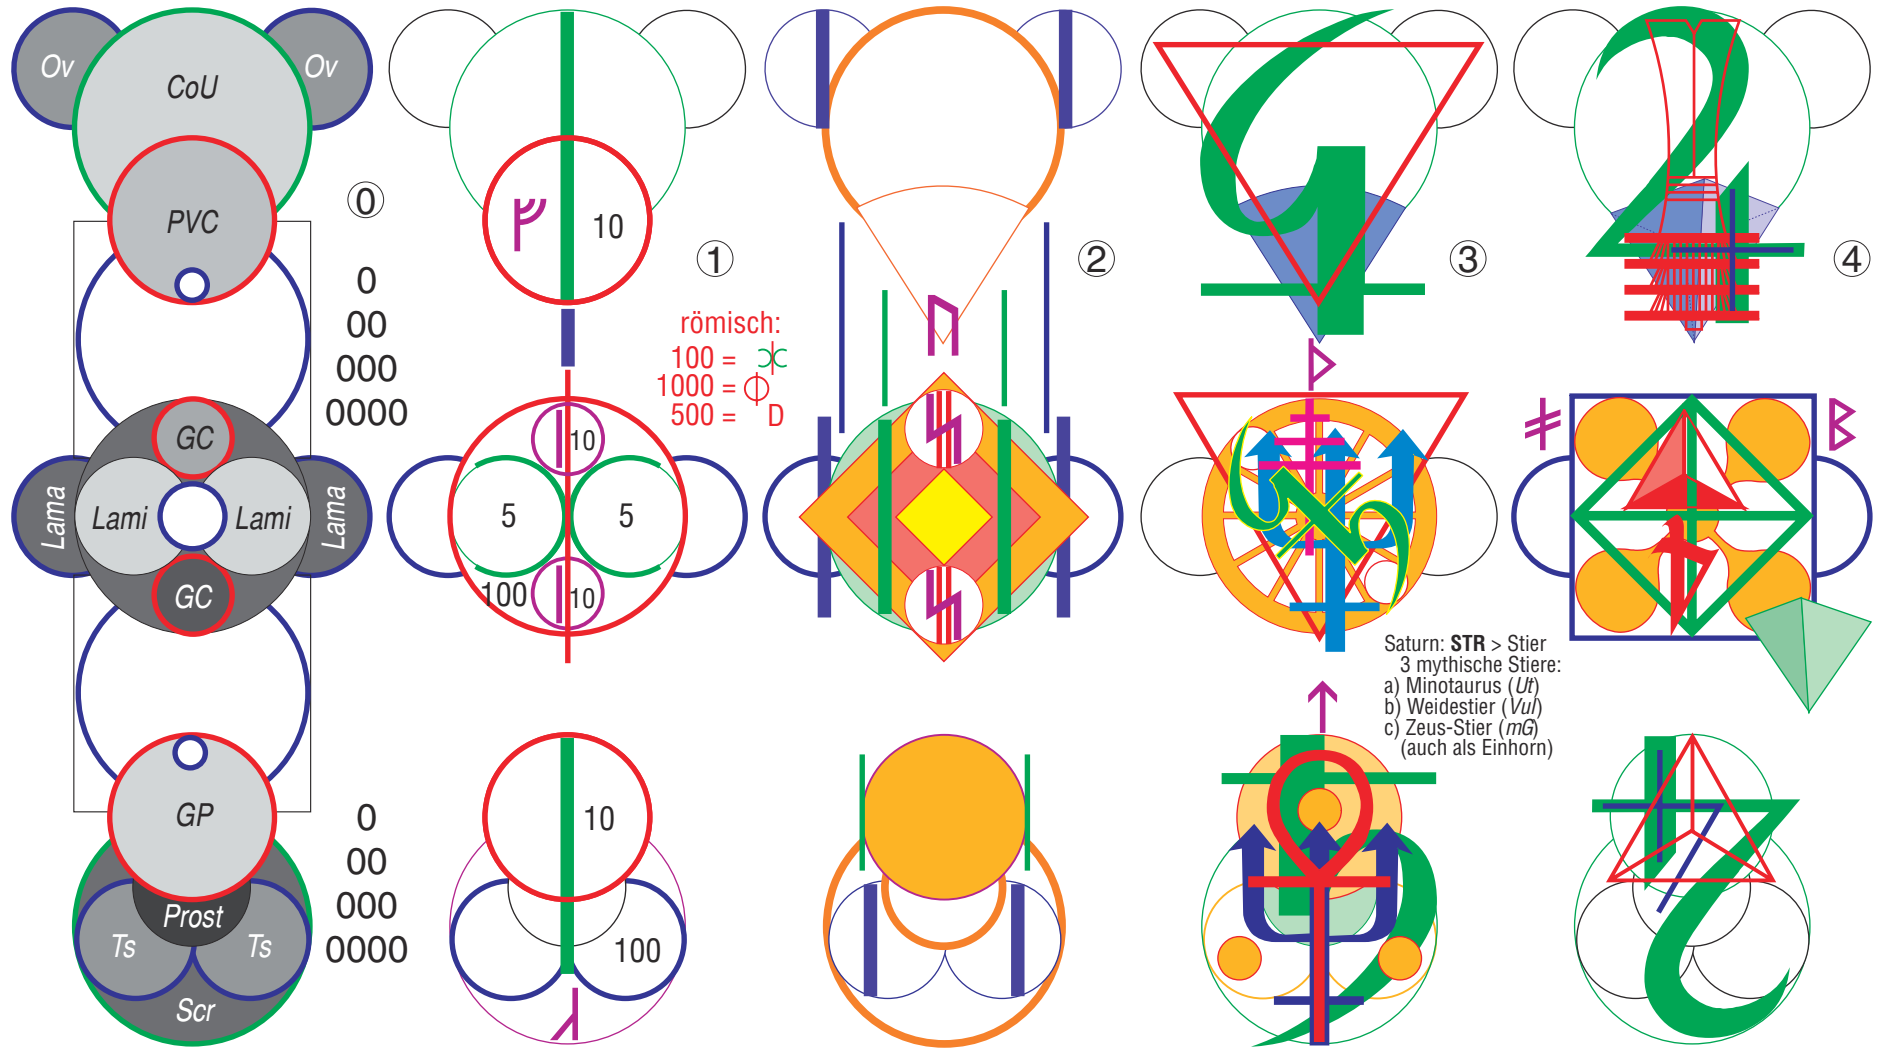 Ov
CoU
Ov
PVC
0
0
00
000
0000
GC
Lama
Lami
Lami
Lama
GC
GP
0
00
000
0000
Prost
Ts
Ts
Scr
ᚠ
10
1
römisch:
100 =
1000 =
500 = D
10
5
5
100
10
10
100
2
ᚢ
3
ᚦ
Saturn: STR > Stier
3 mythische Stiere:
a) Minotaurus (Ut)
b) Weidestier (Vul)
c) Zeus-Stier (mG)
(auch als Einhorn)
4
ᛒ